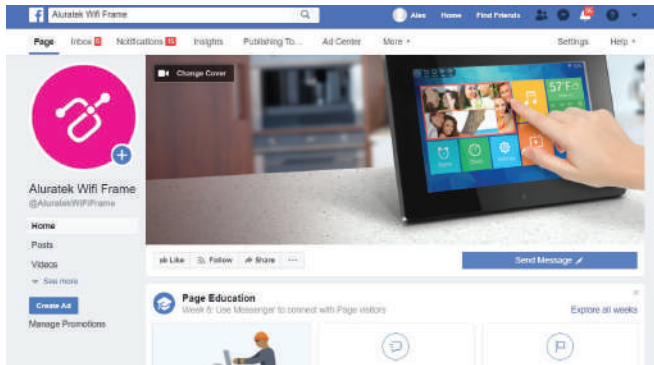 Aluratek Wifi Frame
Alex Home Find Friends
Page Inbox Notifications Insights Publishing To... Ad Center More Settings Help
Change Cover
57°F
Aluratek Wifi Frame
@AluratekWiFiFrame
Home
Posts
Videos
See more
Create Ad
Manage Promotions
Like Follow Share ...
Send Message
Page Education
Week 6: Use Messenger to connect with Page visitors
Explore all weeks